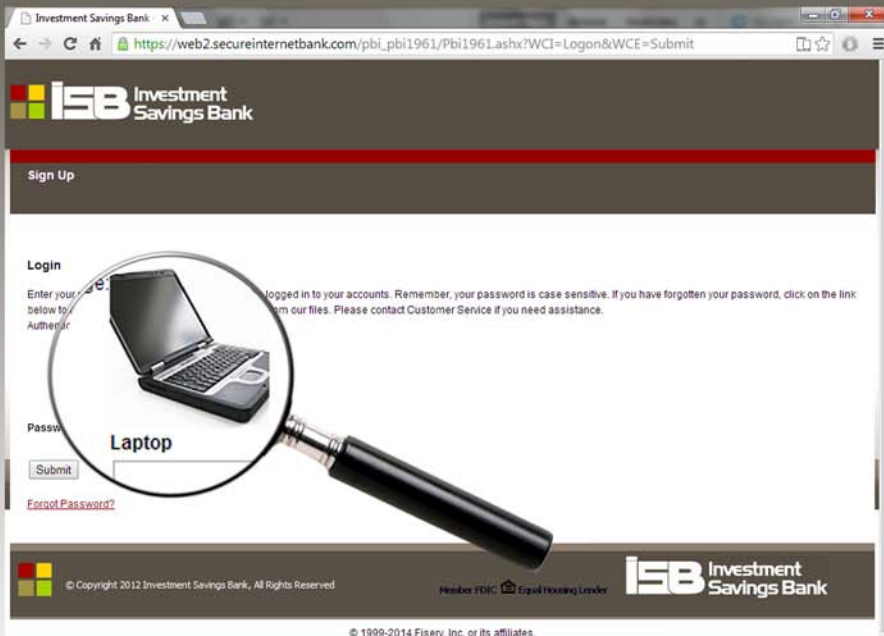 Investment Savings Bank -
https://web2.secureinternetbank.com/pbi_pbi1961/Pbi1961.ashx?WCI=Logon&WCE=Submit
İSB Investment
Savings Bank
Sign Up
Login
Enter your logged in to your accounts. Remember, your password is case sensitive. If you have forgotten your password, click on the link
below to our files. Please contact Customer Service if you need assistance.
Laptop
Submit
Forgot Password?
© Copyright 2012 Investment Savings Bank, All Rights Reserved
Member FDIC Equal Housing Lender
İSB Investment
Savings Bank
© 1999-2014 Fiserv, Inc. or its affiliates.